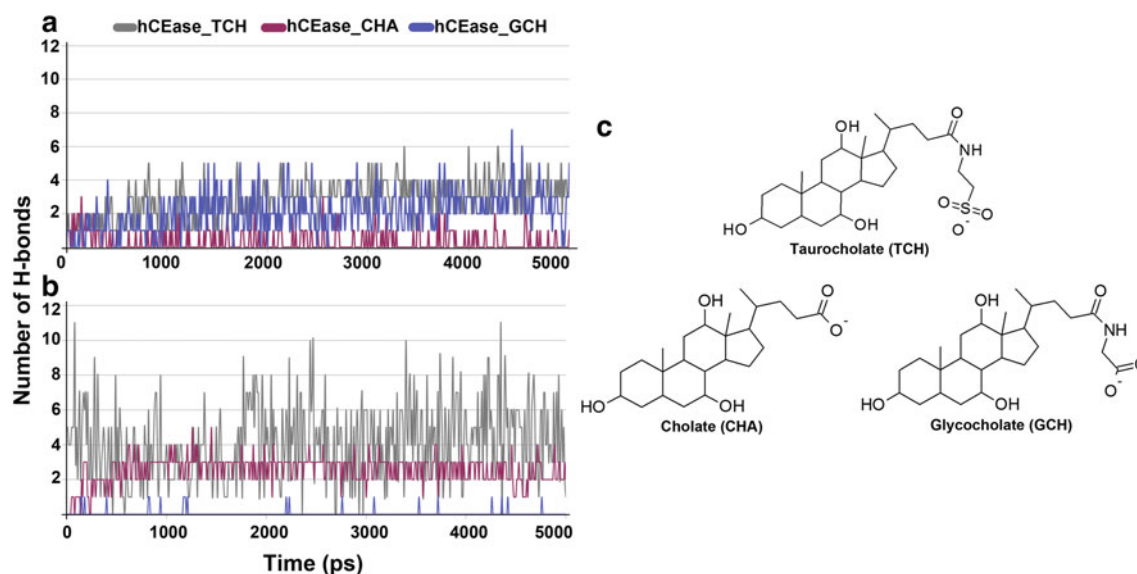 a
hCEase_TCH hCEase_CHA hCEase_GCH
12
10
8
6
4
2
0 1000 2000 3000 4000 5000
b
12
10
8
6
4
2
0 1000 2000 3000 4000 5000
Number of H-bonds
Time (ps)
c
OH
O
NH
HO
OH
O S O
O-
Taurocholate (TCH)
OH
O
O-
HO
OH
Cholate (CHA)
OH
O
NH
HO
OH
O
O-
Glycocholate (GCH)